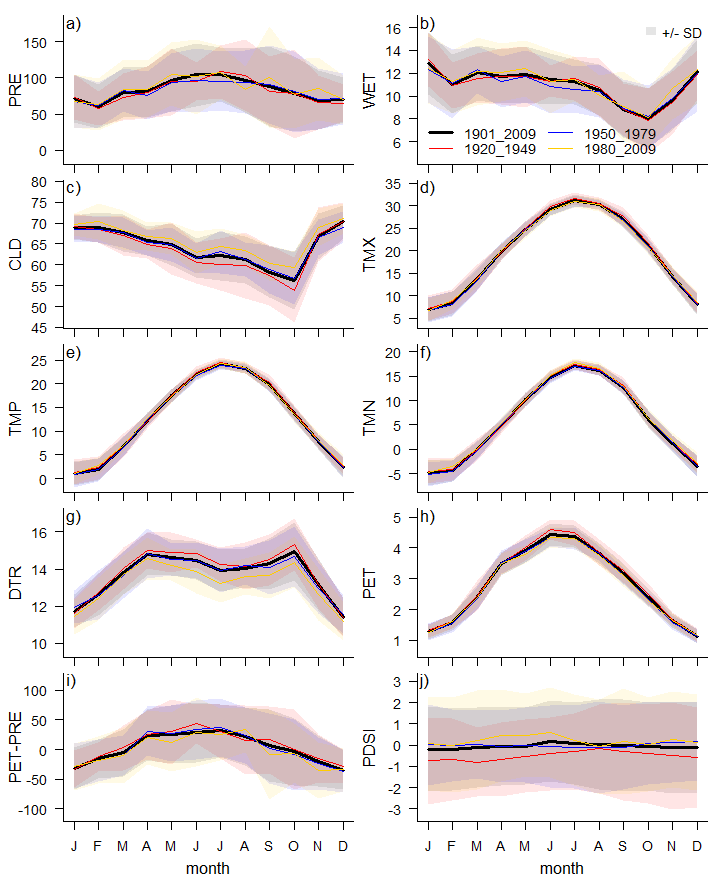 a)
PRE
150
100
50
0
b)
+/- SD
WET
16
14
12
10
8
6
1901_2009
1950_1979
1920_1949
1980_2009
c)
CLD
80
75
70
65
60
55
50
45
d)
TMX
35
30
25
20
15
10
5
e)
TMP
25
20
15
10
5
0
f)
TMN
20
15
10
5
0
-5
g)
DTR
16
14
12
10
h)
PET
5
4
3
2
1
i)
PET-PRE
100
50
0
-50
-100
J F M A M J J A S O N D
month
j)
PDSI
3
2
1
0
-1
-2
-3
J F M A M J J A S O N D
month